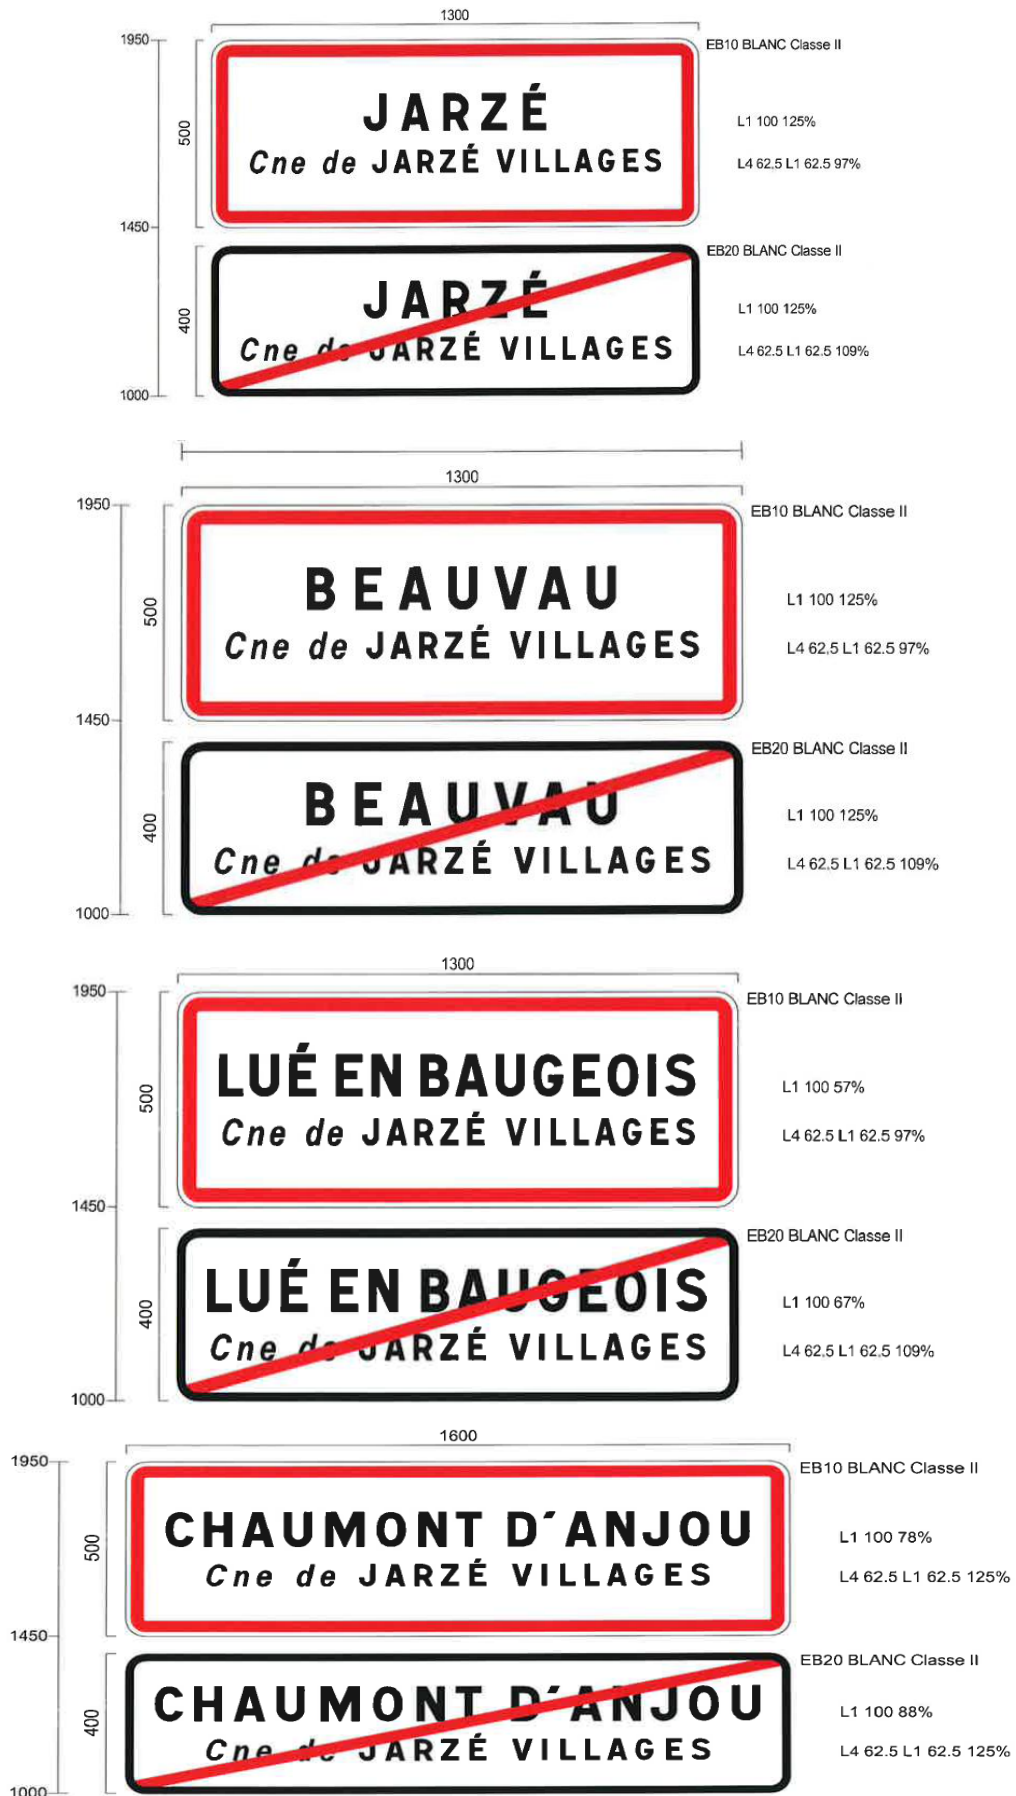 1300
1950
EB10 BLANC Classe II
500
JARZÉ
L1 100 125%
Cne de JARZÉ VILLAGES
L4 62.5 L1 62.5 97%
1450
EB20 BLANC Classe II
400
JARZÉ
L1 100 125%
Cne de JARZÉ VILLAGES
L4 62.5 L1 62.5 109%
1000
1300
1950
EB10 BLANC Classe II
500
BEAUVAU
L1 100 125%
Cne de JARZÉ VILLAGES
L4 62.5 L1 62.5 97%
1450
EB20 BLANC Classe II
400
BEAUVAU
L1 100 125%
Cne de JARZÉ VILLAGES
L4 62.5 L1 62.5 109%
1000
1300
1950
EB10 BLANC Classe II
500
LUÉ EN BAUGEOIS
L1 100 57%
Cne de JARZÉ VILLAGES
L4 62.5 L1 62.5 97%
1450
EB20 BLANC Classe II
400
LUÉ EN BAUGEOIS
L1 100 67%
Cne de JARZÉ VILLAGES
L4 62.5 L1 62.5 109%
1000
1600
1950
EB10 BLANC Classe II
500
CHAUMONT D'ANJOU
L1 100 78%
Cne de JARZÉ VILLAGES
L4 62.5 L1 62.5 125%
1450
EB20 BLANC Classe II
400
CHAUMONT D'ANJOU
L1 100 88%
Cne de JARZÉ VILLAGES
L4 62.5 L1 62.5 125%
1000